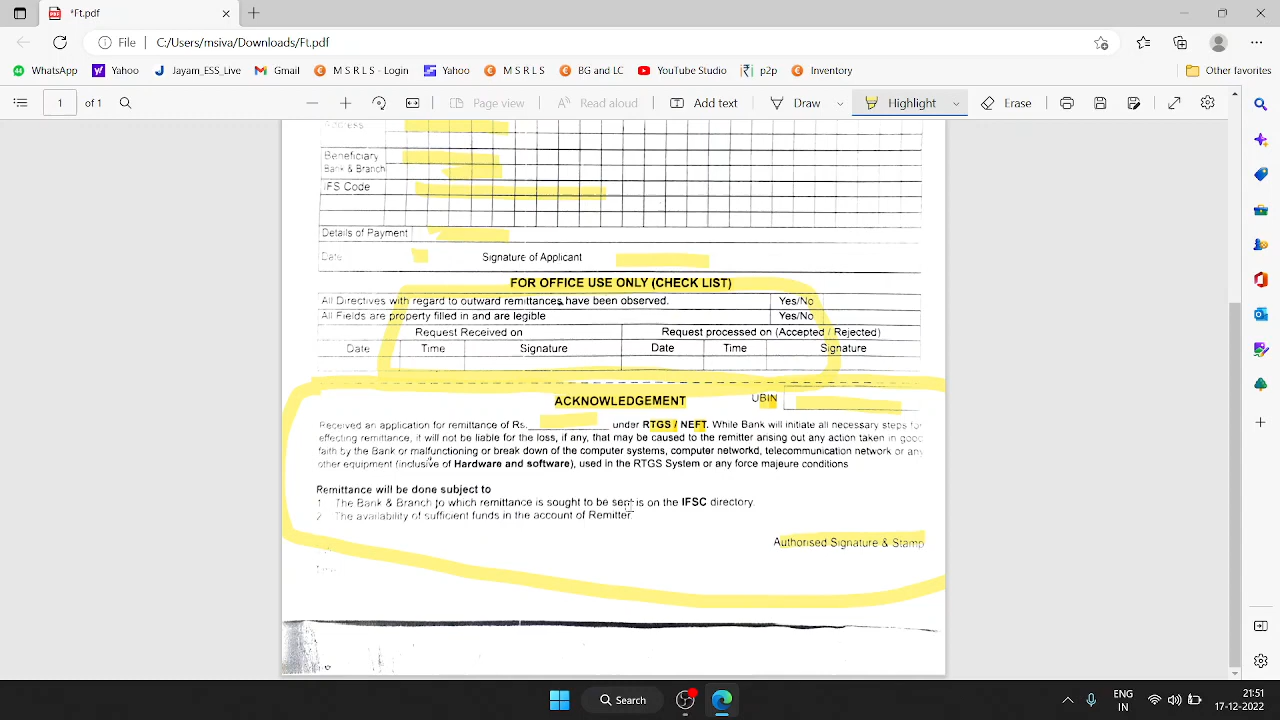 *Ft.pdf
File C:/Users/msiva/Downloads/Ft.pdf
WhatsApp Yahoo Jayam_ESS_Live Gmail M S R L S - Login Yahoo M S R L S BG and LC YouTube Studio p2p Inventory Other favorites
1 of 1 Page view Read aloud Add text Draw Highlight Erase
Address
Beneficiary
Bank & Branch
IFS Code
Details of Payment
Date Signature of Applicant
FOR OFFICE USE ONLY (CHECK LIST)
All Directives with regard to outward remittances have been observed. Yes/No
All Fields are property filled in and are legible Yes/No
Request Received on Request processed on (Accepted / Rejected)
Date Time Signature Date Time Signature
ACKNOWLEDGEMENT UBIN
Received an application for remittance of Rs. under RTGS / NEFT. While Bank will initiate all necessary steps for
effecting remittance, it will not be liable for the loss, if any, that may be caused to the remitter arising out any action taken in good
faith by the Bank or malfunctioning or break down of the computer systems, computer networkd, telecommunication network or any
other equipment (inclusive of Hardware and software), used in the RTGS System or any force majeure conditions
Remittance will be done subject to
1 The Bank & Branch to which remittance is sought to be sent is on the IFSC directory.
2 The availability of sufficient funds in the account of Remitter
Authorised Signature & Stamp
Search
ENG
IN
21:51
17-12-2022